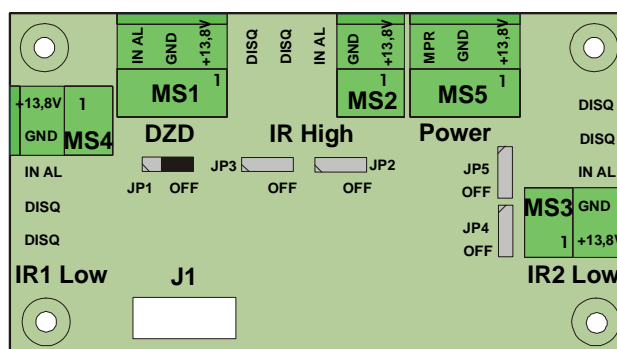 IN AL
GND
+13,8V
1
MS1
DZD
DISQ
DISQ
IN AL
IR High
GND
+13,8V
1
MS2
MPR
GND
+13,8V
1
MS5
Power
+13,8V 1
GND MS4
IN AL
DISQ
DISQ
IR1 Low
JP1 OFF
JP3 OFF
JP2 OFF
JP5
OFF
JP4
OFF
DISQ
DISQ
IN AL
MS3 GND
1 +13,8V
IR2 Low
J1